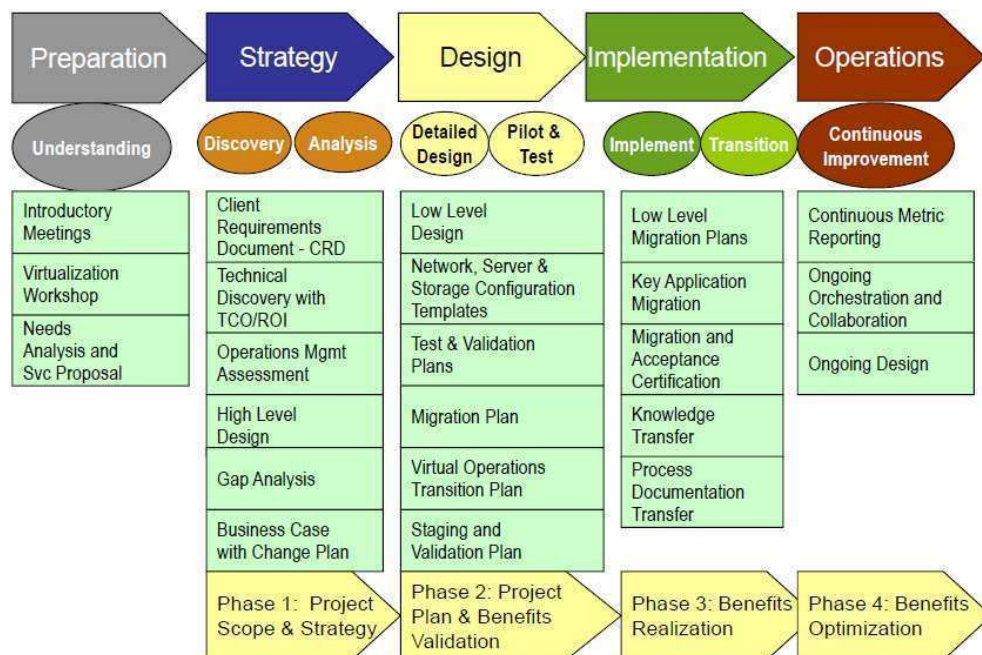 Preparation
Strategy
Design
Implementation
Operations
Understanding
Discovery
Analysis
Detailed
Design
Pilot &
Test
Implement
Transition
Continuous
Improvement
Introductory
Meetings
Virtualization
Workshop
Needs
Analysis and
Svc Proposal
Client
Requirements
Document - CRD
Technical
Discovery with
TCO/ROI
Operations Mgmt
Assessment
High Level
Design
Gap Analysis
Business Case
with Change Plan
Low Level
Design
Network, Server &
Storage Configuration
Templates
Test & Validation
Plans
Migration Plan
Virtual Operations
Transition Plan
Staging and
Validation Plan
Low Level
Migration Plans
Key Application
Migration
Migration and
Acceptance
Certification
Knowledge
Transfer
Process
Documentation
Transfer
Continuous Metric
Reporting
Ongoing
Orchestration and
Collaboration
Ongoing Design
Phase 1: Project
Scope & Strategy
Phase 2: Project
Plan & Benefits
Validation
Phase 3: Benefits
Realization
Phase 4: Benefits
Optimization